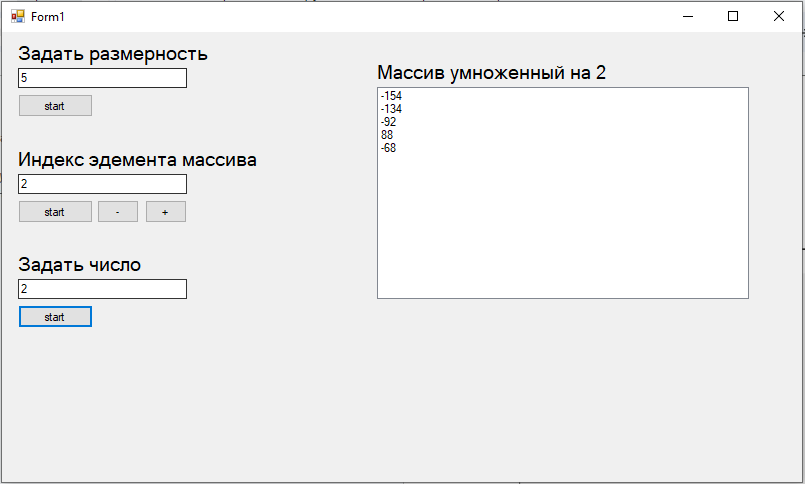 Form1
Задать размерность
5
start
Индекс эдемента массива
2
start - +
Задать число
2
start
Массив умноженный на 2
-154
-134
-92
88
-68